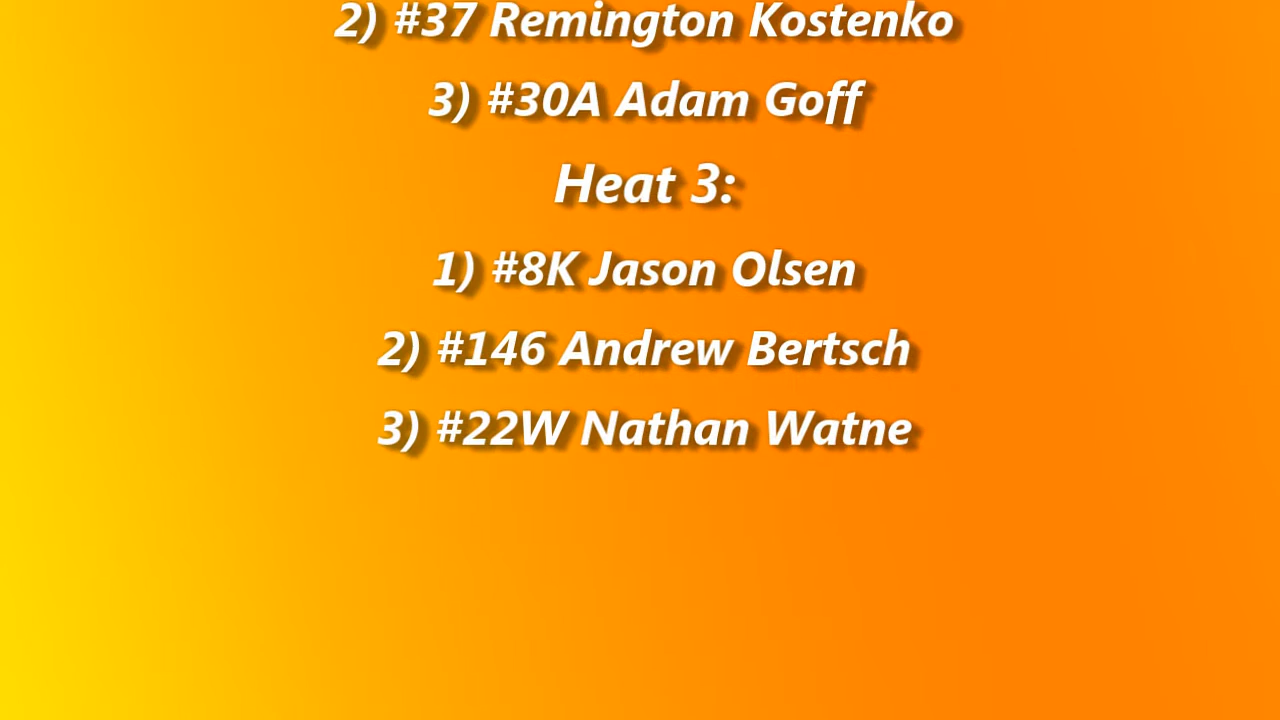 2) #37 Remington Kostenko
3) #30A Adam Goff
Heat 3:
1) #8K Jason Olsen
2) #146 Andrew Bertsch
3) #22W Nathan Watne